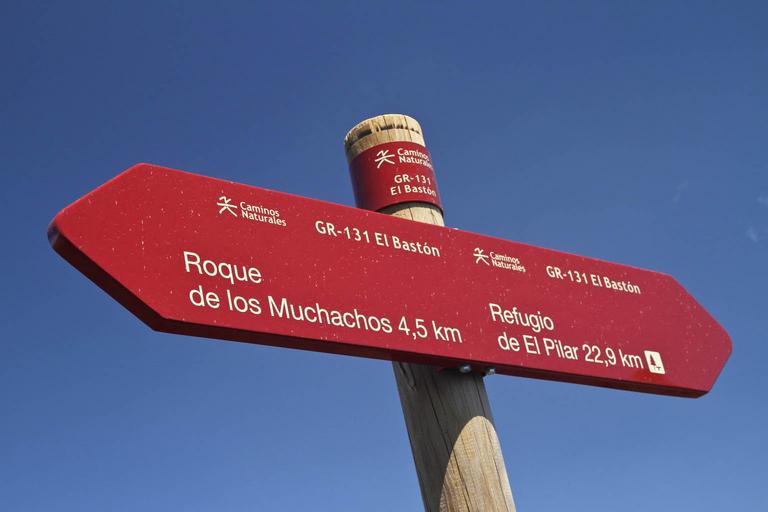 Caminos
Naturales
GR-131
El Bastón
Caminos
Naturales
GR-131 El Bastón
Roque
de los Muchachos 4,5 km
Caminos
Naturales
GR-131 El Bastón
Refugio
de El Pilar 22,9 km